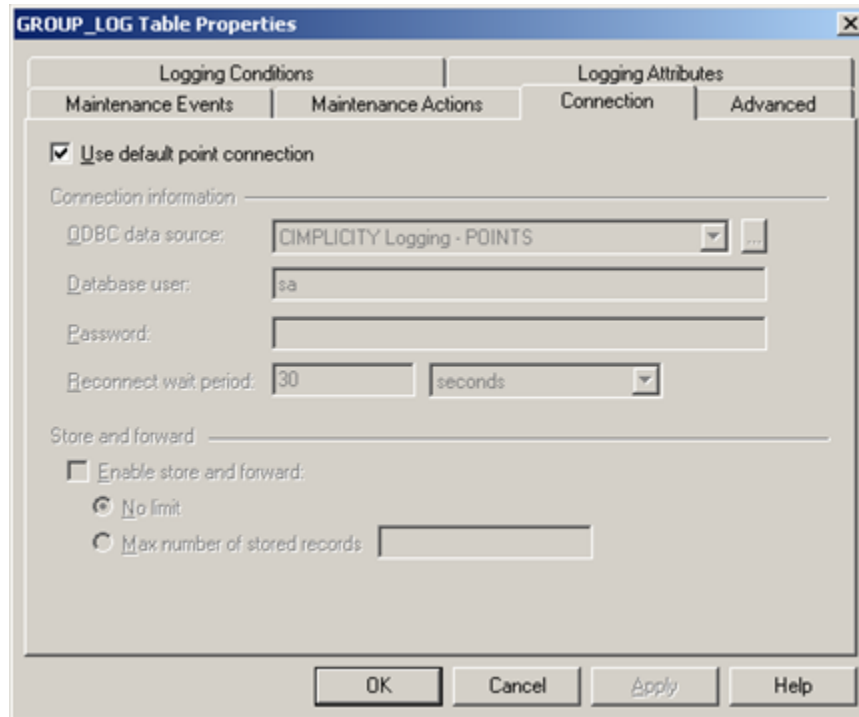 GROUP_LOG Table Properties
Logging Conditions Logging Attributes
Maintenance Events Maintenance Actions Connection Advanced
Use default point connection
Connection information
ODBC data source: CIMPLICITY Logging - POINTS ...
Database user: sa
Password:
Reconnect wait period: 30 seconds
Store and forward
Enable store and forward:
No limit
Max number of stored records
OK Cancel Apply Help